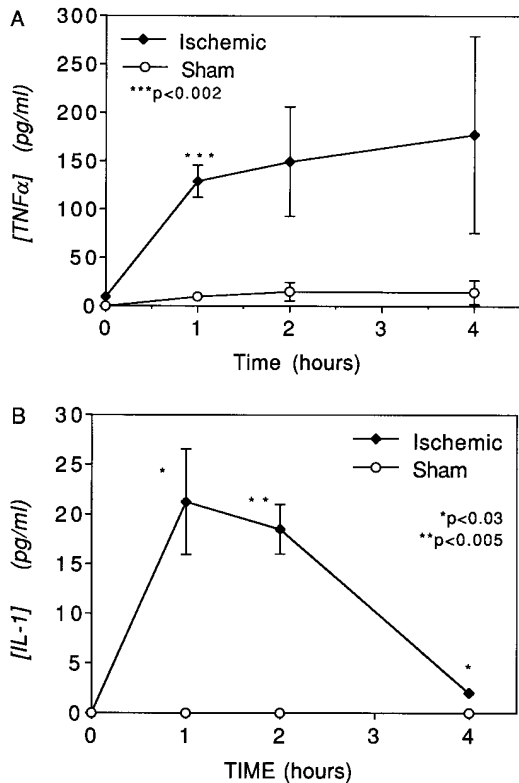 A
300
250
200
150
100
50
0
[TNFα] (pg/ml)
Ischemic
Sham
***p<0.002
***
0 1 2 3 4
Time (hours)
B
30
25
20
15
10
5
0
[IL-1] (pg/ml)
Ischemic
Sham
*p<0.03
**p<0.005
*
**
*
0 1 2 3 4
TIME (hours)